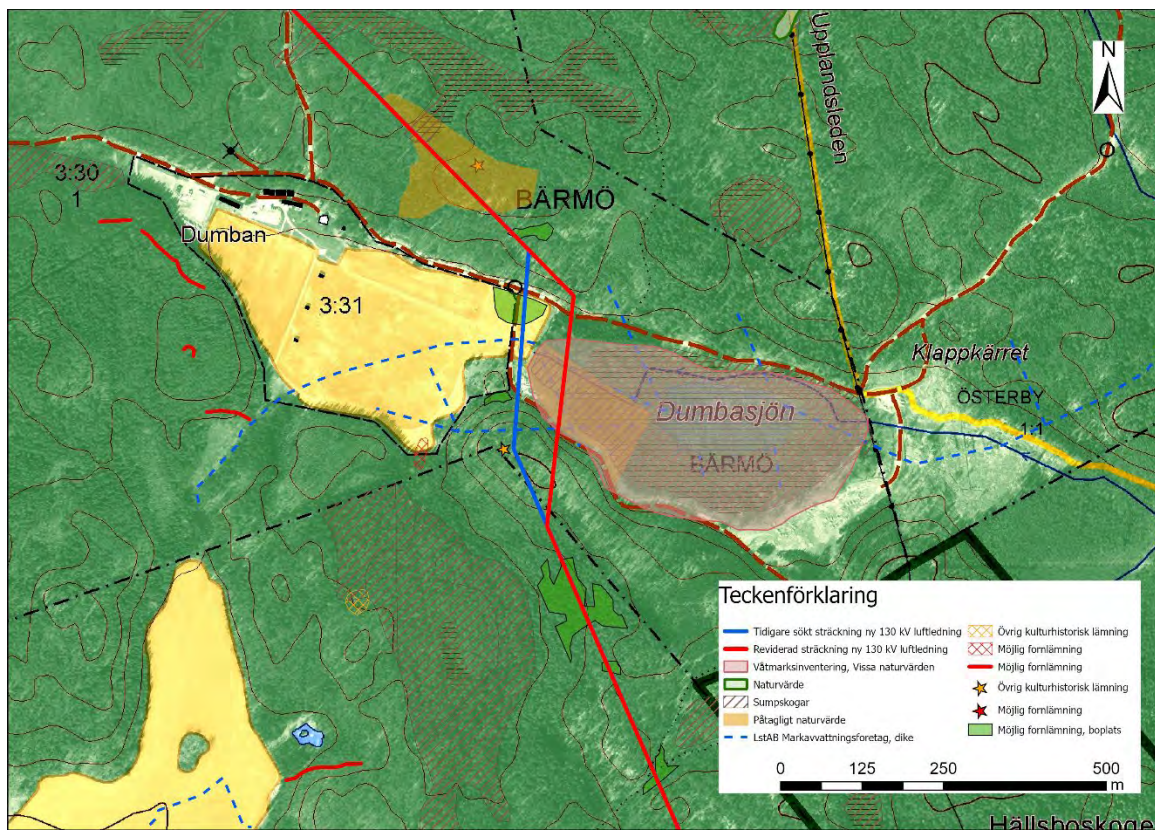 Upplandsleden
N
3:30
1
BÄRMÖ
Dumban
3:31
Klappkärret
ÖSTERBY
1:1
Dumbasjön
BÄRMÖ
Teckenförklaring
Tidigare sökt sträckning ny 130 kV luftledning
Reviderad sträckning ny 130 kV luftledning
Våtmarksinventering, Vissa naturvärden
Naturvärde
Sumpskogar
Påtagligt naturvärde
LstAB Markavvattningsforetag, dike
Övrig kulturhistorisk lämning
Möjlig fornlämning
Möjlig fornlämning
Övrig kulturhistorisk lämning
Möjlig fornlämning
Möjlig fornlämning, boplats
0 125 250 500
m
Hällsboskoge